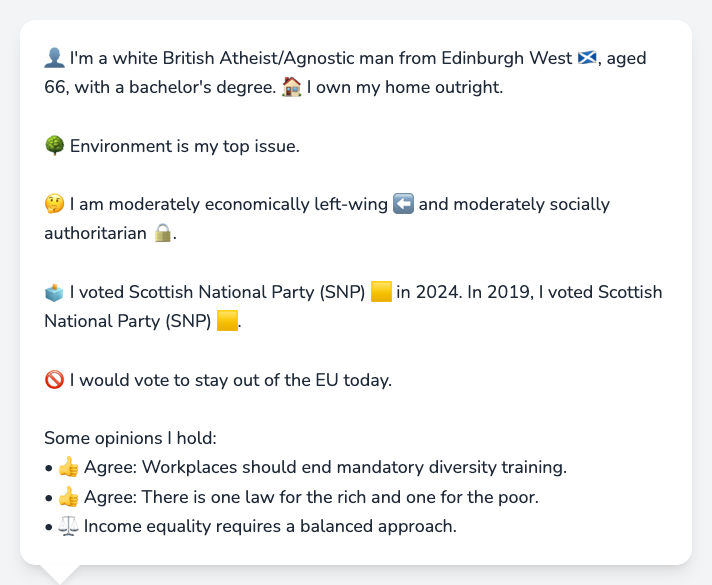 👤 I'm a white British Atheist/Agnostic man from Edinburgh West 🏴󠁧󠁢󠁳󠁣󠁴󠁿, aged
66, with a bachelor's degree. 🏠 I own my home outright.
🌳 Environment is my top issue.
🤔 I am moderately economically left-wing ⬅️ and moderately socially
authoritarian 🔒.
🗳️ I voted Scottish National Party (SNP) 🟨 in 2024. In 2019, I voted Scottish
National Party (SNP) 🟨.
🚫 I would vote to stay out of the EU today.
Some opinions I hold:
• 👍 Agree: Workplaces should end mandatory diversity training.
• 👍 Agree: There is one law for the rich and one for the poor.
• ⚖️ Income equality requires a balanced approach.